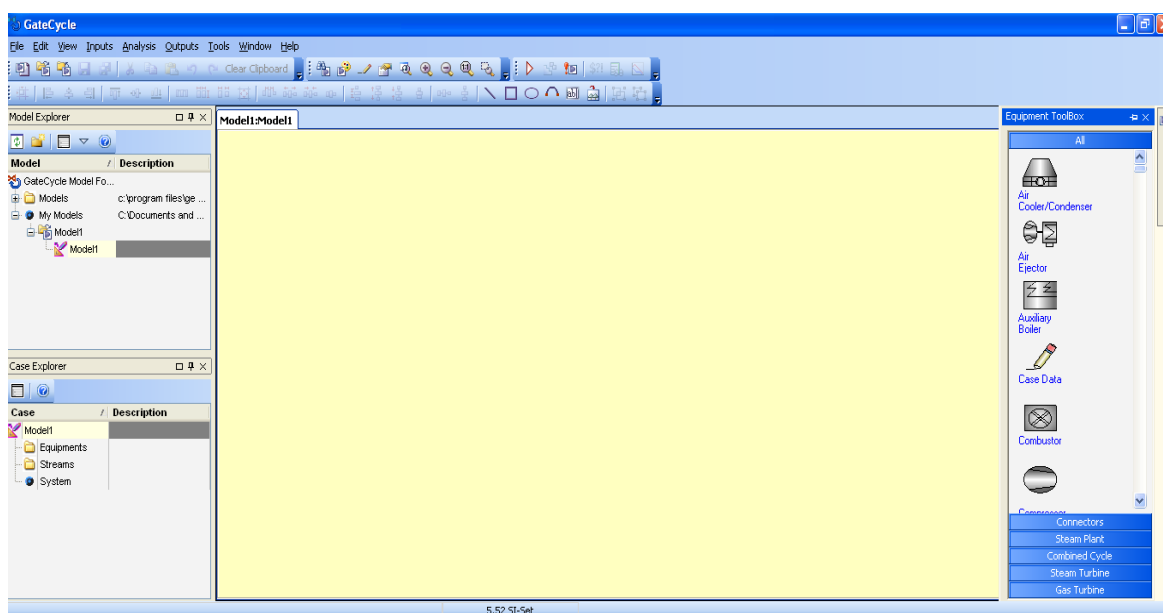 GateCycle
File Edit View Inputs Analysis Outputs Tools Window Help
Clear Clipboard
Model Explorer
Model / Description
GateCycle Model Fo...
Models c:\program files\ge ...
My Models C:\Documents and ...
Model1
Model1
Case Explorer
Case / Description
Model1
Equipments
Streams
System
Model1:Model1
Equipment ToolBox
All
Air
Cooler/Condenser
Air
Ejector
Auxiliary
Boiler
Case Data
Combustor
Connectors
Steam Plant
Combined Cycle
Steam Turbine
Gas Turbine
5.52 SI-Set